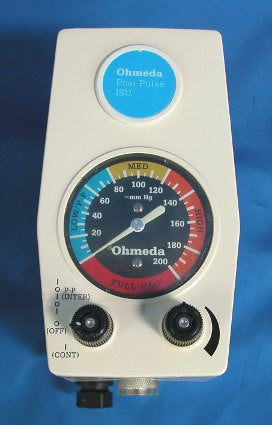 Ohmeda
Posi-Pulse
ISU
LOW/P-P
MED
HIGH
20
40
60
80
100
120
140
160
180
200
-mm Hg
Ohmeda
FULL VAC
P-P
(INTER)
(OFF)
(CONT)